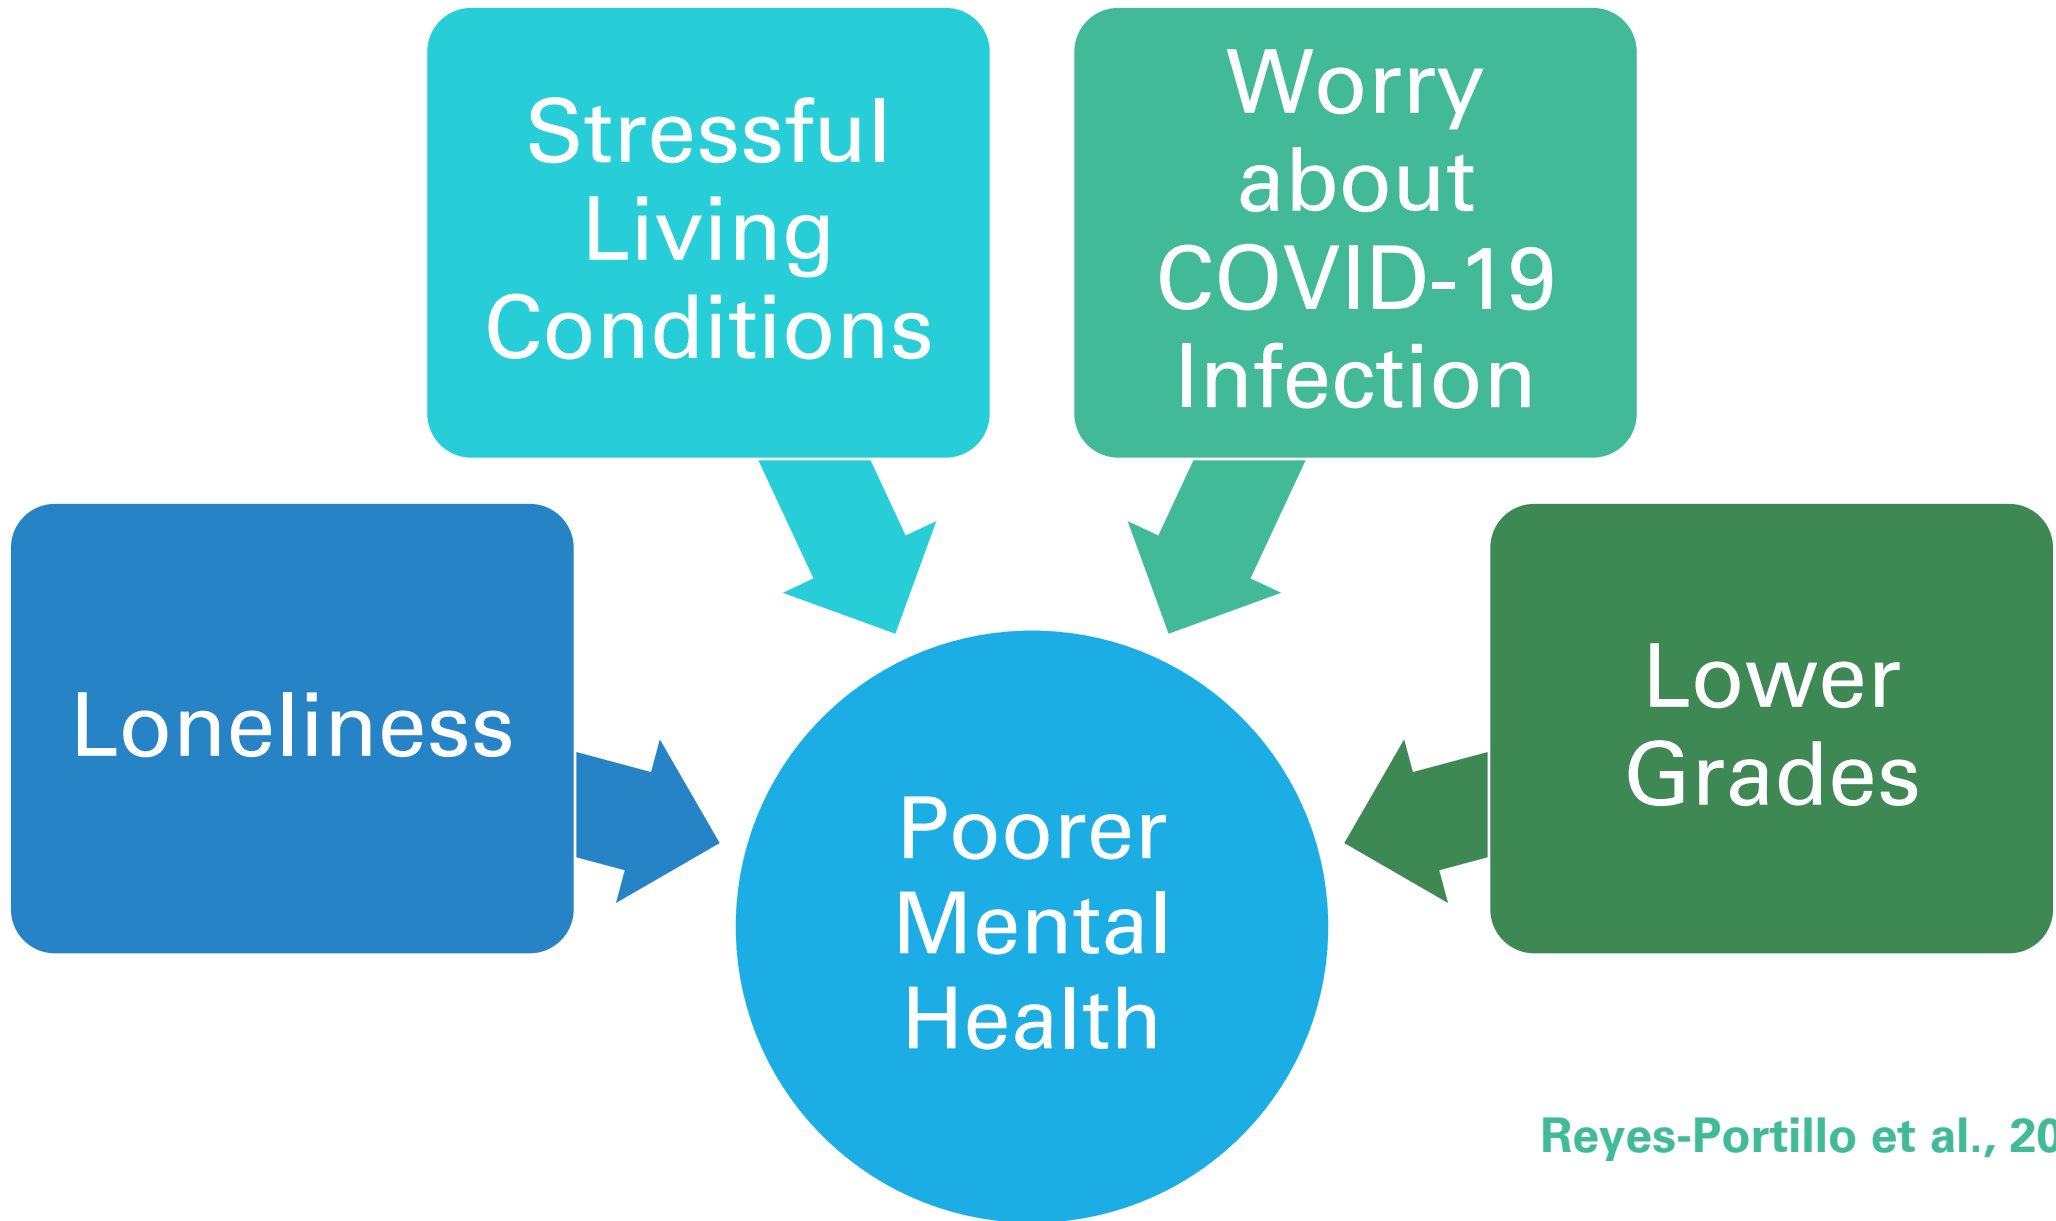 Stressful
Living
Conditions
Worry
about
COVID-19
Infection
Loneliness
Lower
Grades
Poorer
Mental
Health
Reyes-Portillo et al., 20